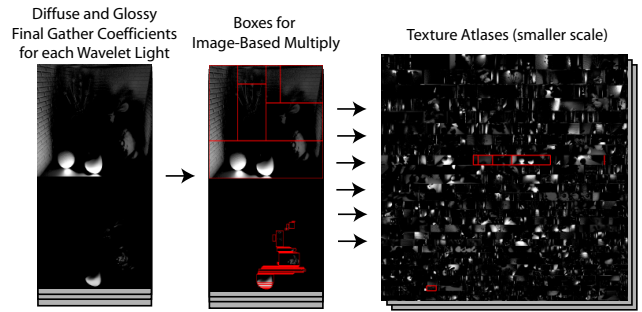 Diffuse and Glossy
Final Gather Coefficients
for each Wavelet Light
Boxes for
Image-Based Multiply
Texture Atlases (smaller scale)